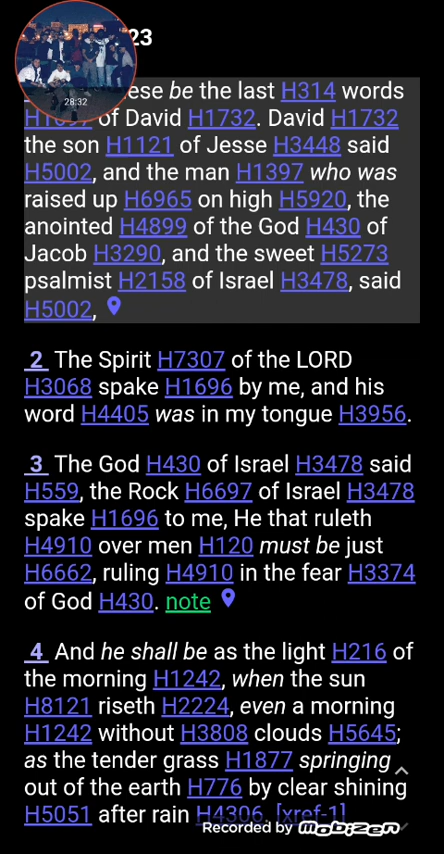 23
ese be the last H314 words
H1697 of David H1732. David H1732
the son H1121 of Jesse H3448 said
H5002, and the man H1397 who was
raised up H6965 on high H5920, the
anointed H4899 of the God H430 of
Jacob H3290, and the sweet H5273
psalmist H2158 of Israel H3478, said
H5002,
2 The Spirit H7307 of the LORD
H3068 spake H1696 by me, and his
word H4405 was in my tongue H3956.
3 The God H430 of Israel H3478 said
H559, the Rock H6697 of Israel H3478
spake H1696 to me, He that ruleth
H4910 over men H120 must be just
H6662, ruling H4910 in the fear H3374
of God H430. note
4 And he shall be as the light H216 of
the morning H1242, when the sun
H8121 riseth H2224, even a morning
H1242 without H3808 clouds H5645;
as the tender grass H1877 springing
out of the earth H776 by clear shining
H5051 after rain H4306. [xref-1]
28:32
Recorded by mobizen